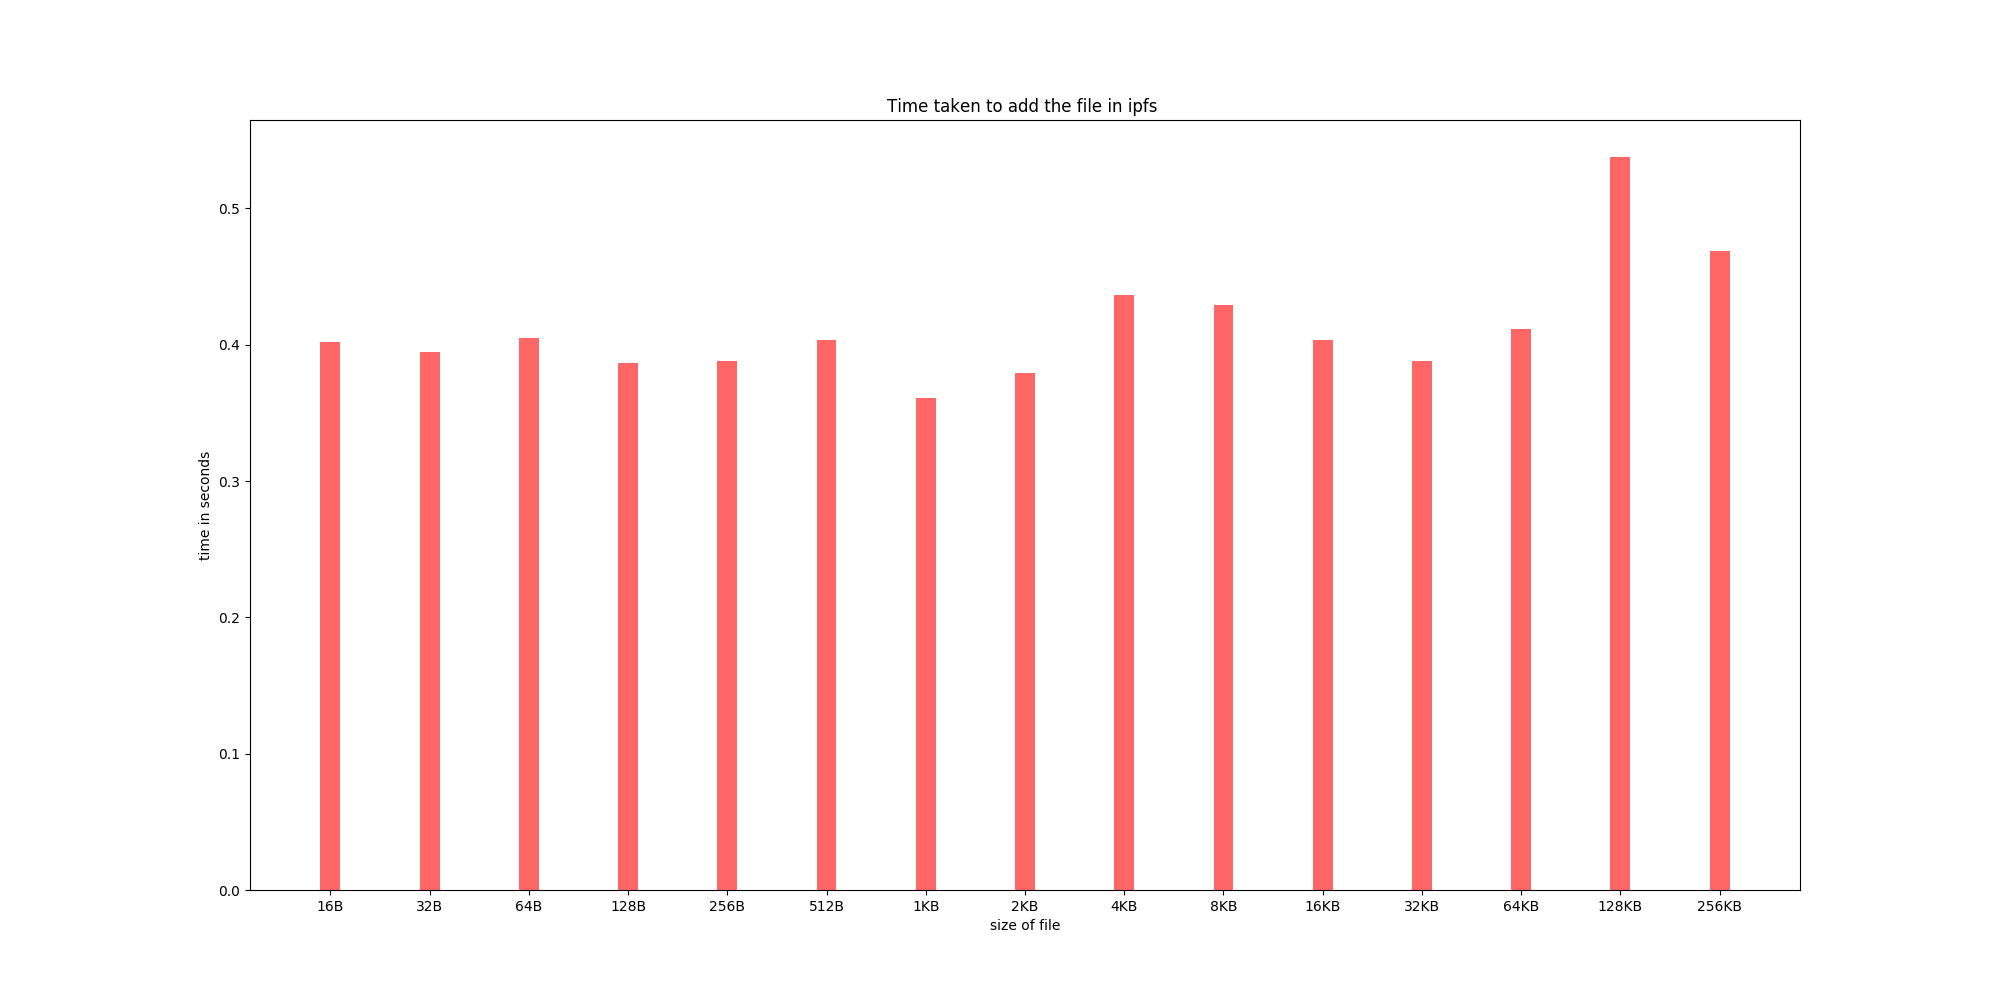 Time taken to add the file in ipfs
0.5
0.4
0.3
0.2
0.1
0.0
time in seconds
16B 32B 64B 128B 256B 512B 1KB 2KB 4KB 8KB 16KB 32KB 64KB 128KB 256KB
size of file